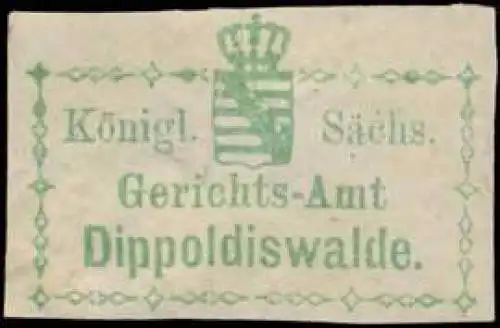 Königl. Sächs.
Gerichts-Amt
Dippoldiswalde.